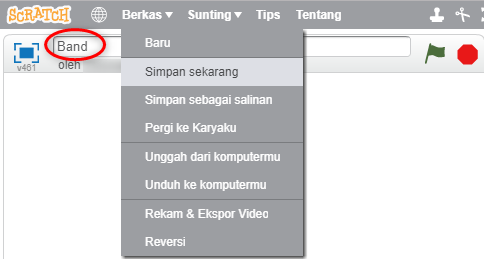 SCRATCH Berkas Sunting Tips Tentang
Band
oleh
v461
Baru
Simpan sekarang
Simpan sebagai salinan
Pergi ke Karyaku
Unggah dari komputermu
Unduh ke komputermu
Rekam & Ekspor Video
Reversi